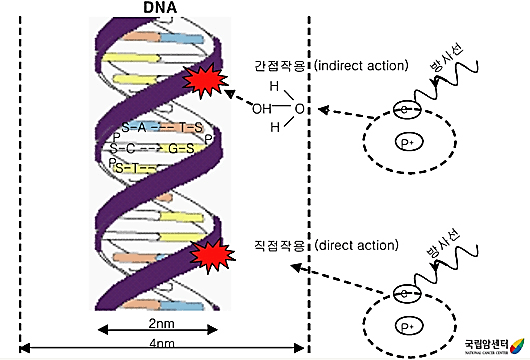 DNA
간접작용 (indirect action)
방사선
H
OH
O
H
e-
P+
S-A---T-S
P
P
S-C---G-S
P
S-T--
직접작용 (direct action)
방사선
e-
P+
2nm
4nm
국립암센터
NATIONAL CANCER CENTER